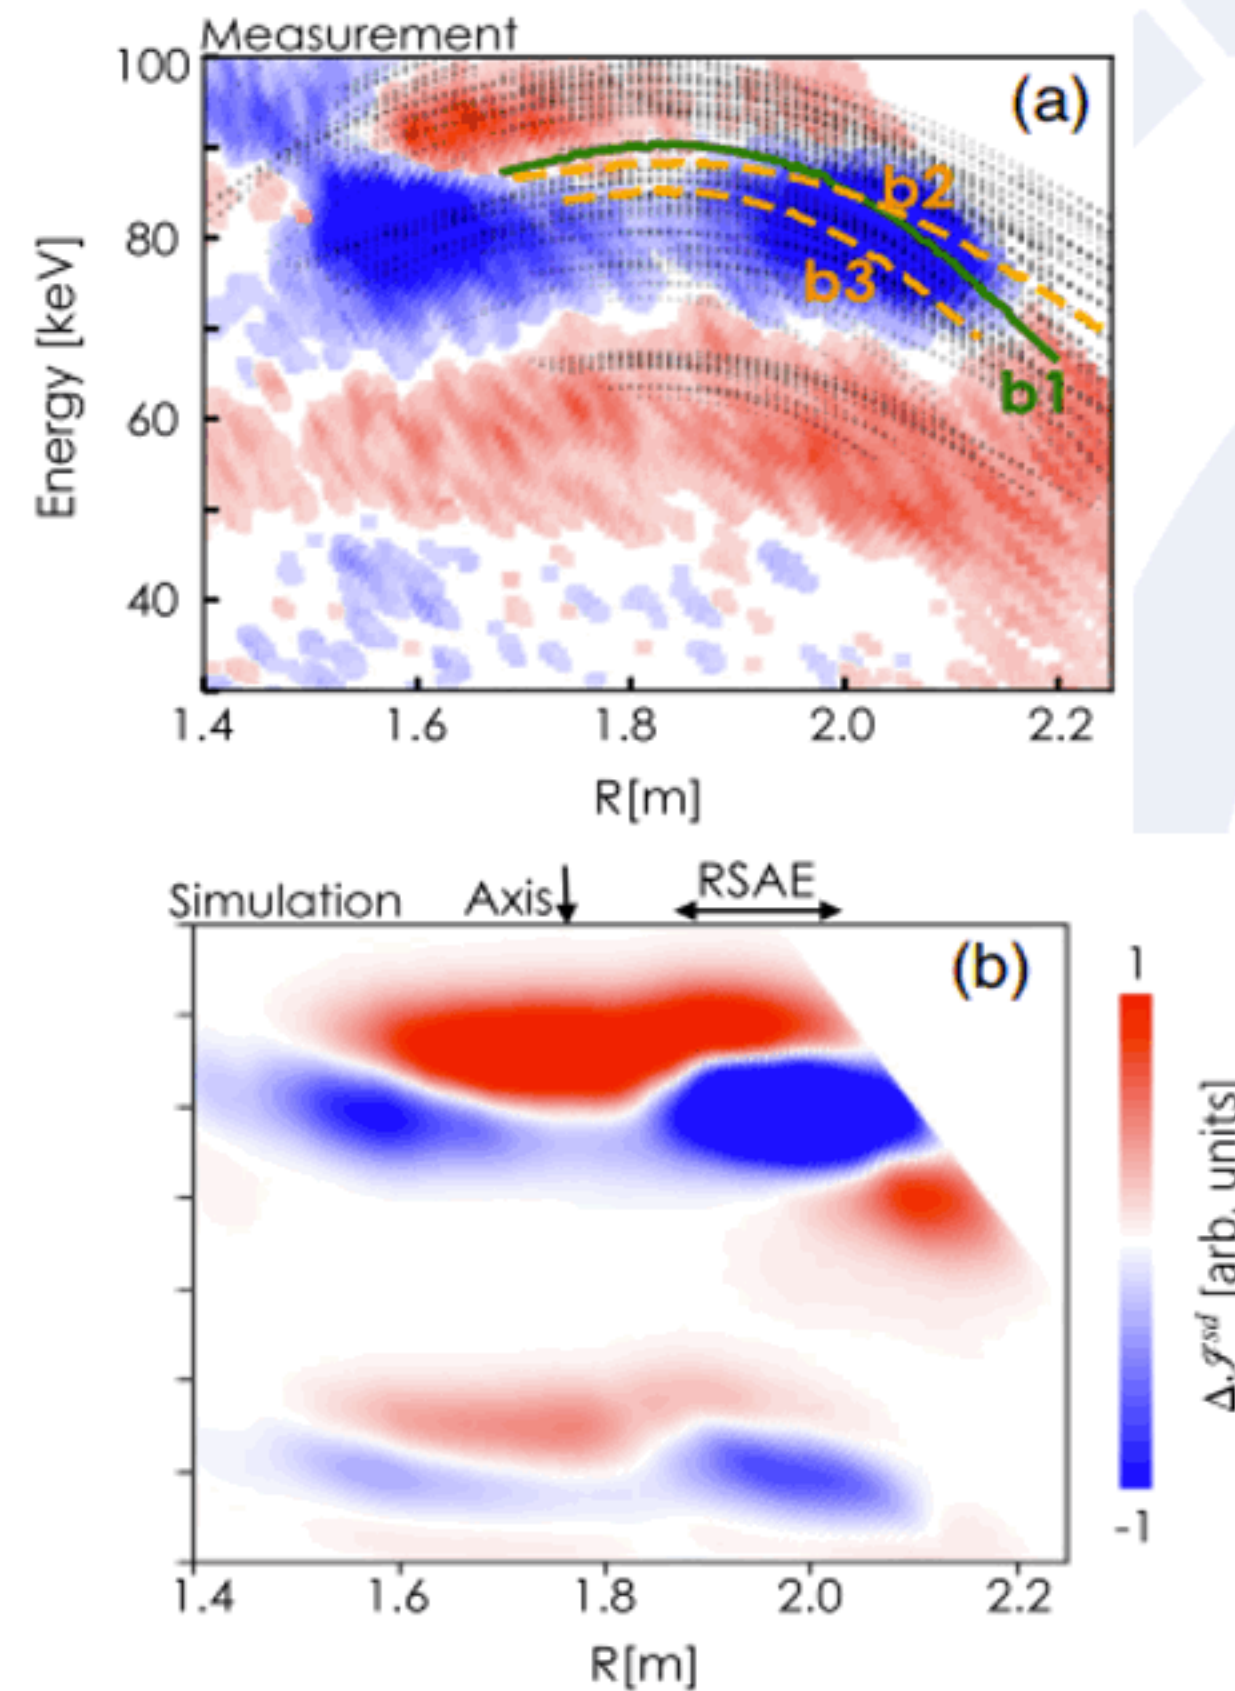 Measurement
(a)
100
80
60
40
Energy [keV]
b2
b3
b1
1.4 1.6 1.8 2.0 2.2
R[m]
Simulation Axis RSAE
(b)
1
-1
[arb. units]
1.4 1.6 1.8 2.0 2.2
R[m]